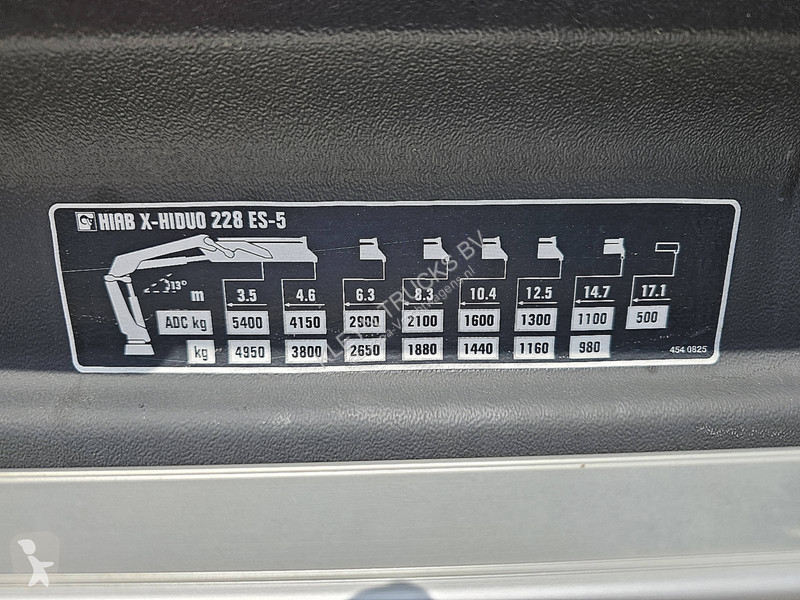 HIAB X-HIDUO 228 ES-5
13°
m 3.5 4.6 6.3 8.3 10.4 12.5 14.7 17.1
ADC kg 5400 4150 2900 2100 1600 1300 1100 500
kg 4950 3800 2650 1880 1440 1160 980
454 0825
TRUCKS BV